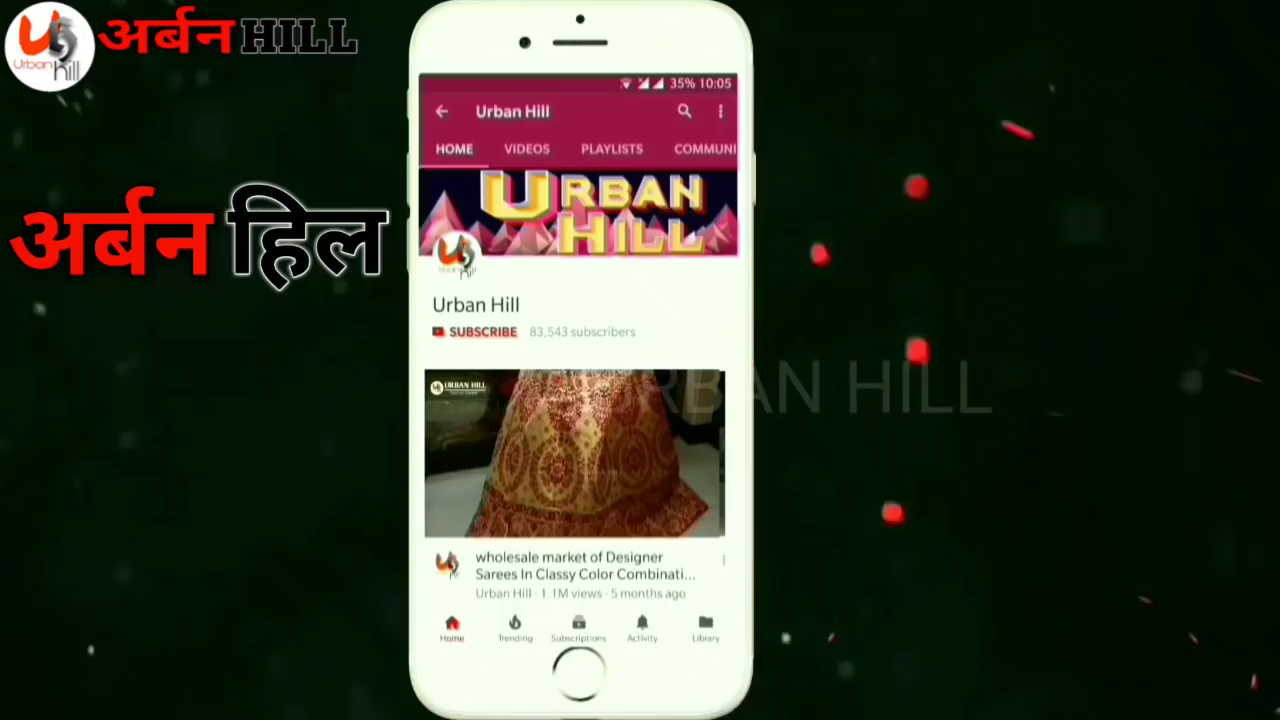 Urban
hill
अर्बन HILL
अर्बन हिल
35% 10:05
Urban Hill
HOME VIDEOS PLAYLISTS COMMUNI
URBAN
HILL
Urban Hill
SUBSCRIBE 83,543 subscribers
URBAN HILL
URBAN HILL
wholesale market of Designer
Sarees In Classy Color Combinati...
Urban Hill · 1.1M views · 5 months ago
Home Trending Subscriptions Activity Library